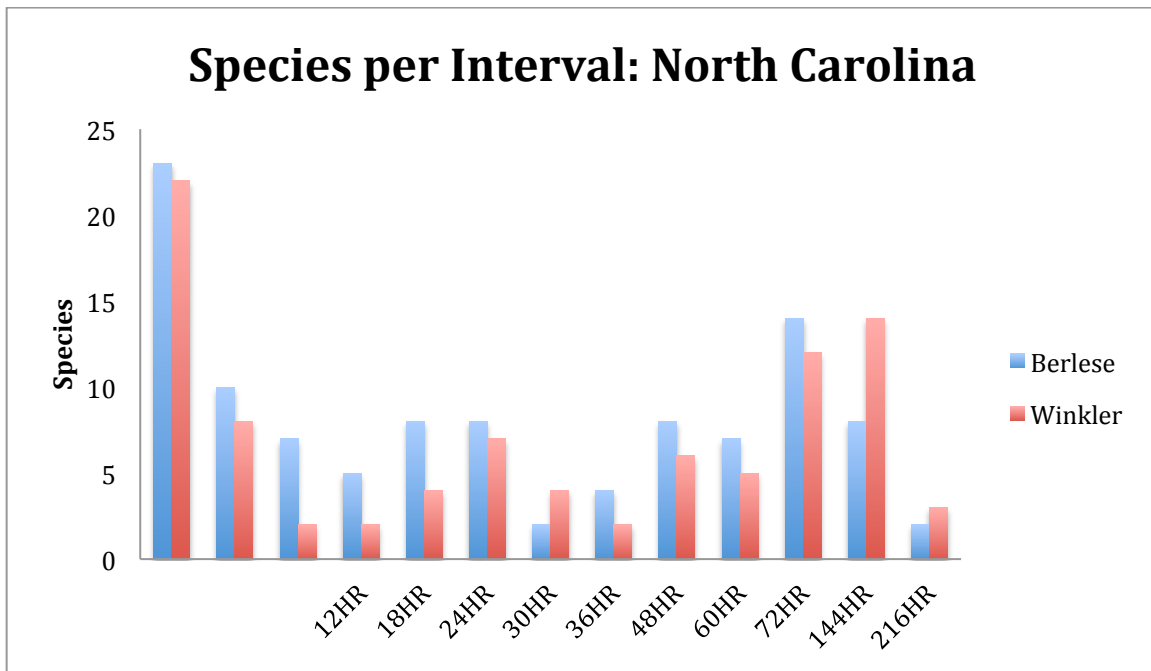 Species per Interval: North Carolina
25
20
15
10
5
0
Species
12HR
18HR
24HR
30HR
36HR
48HR
60HR
72HR
144HR
216HR
Berlese
Winkler